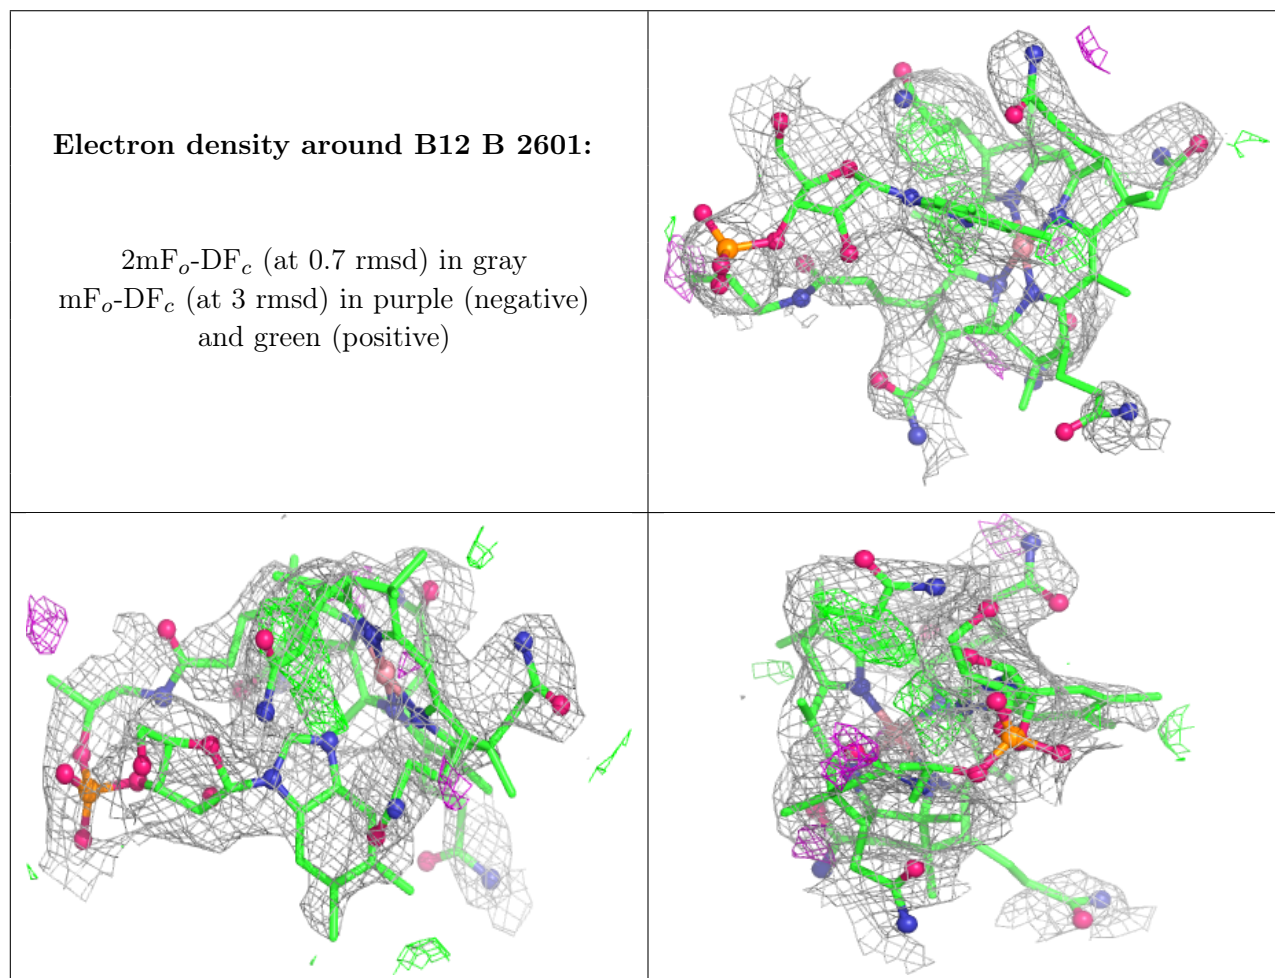 Electron density around B12 B 2601:
2mFₒ-DF𝑐 (at 0.7 rmsd) in gray
mFₒ-DF𝑐 (at 3 rmsd) in purple (negative)
and green (positive)